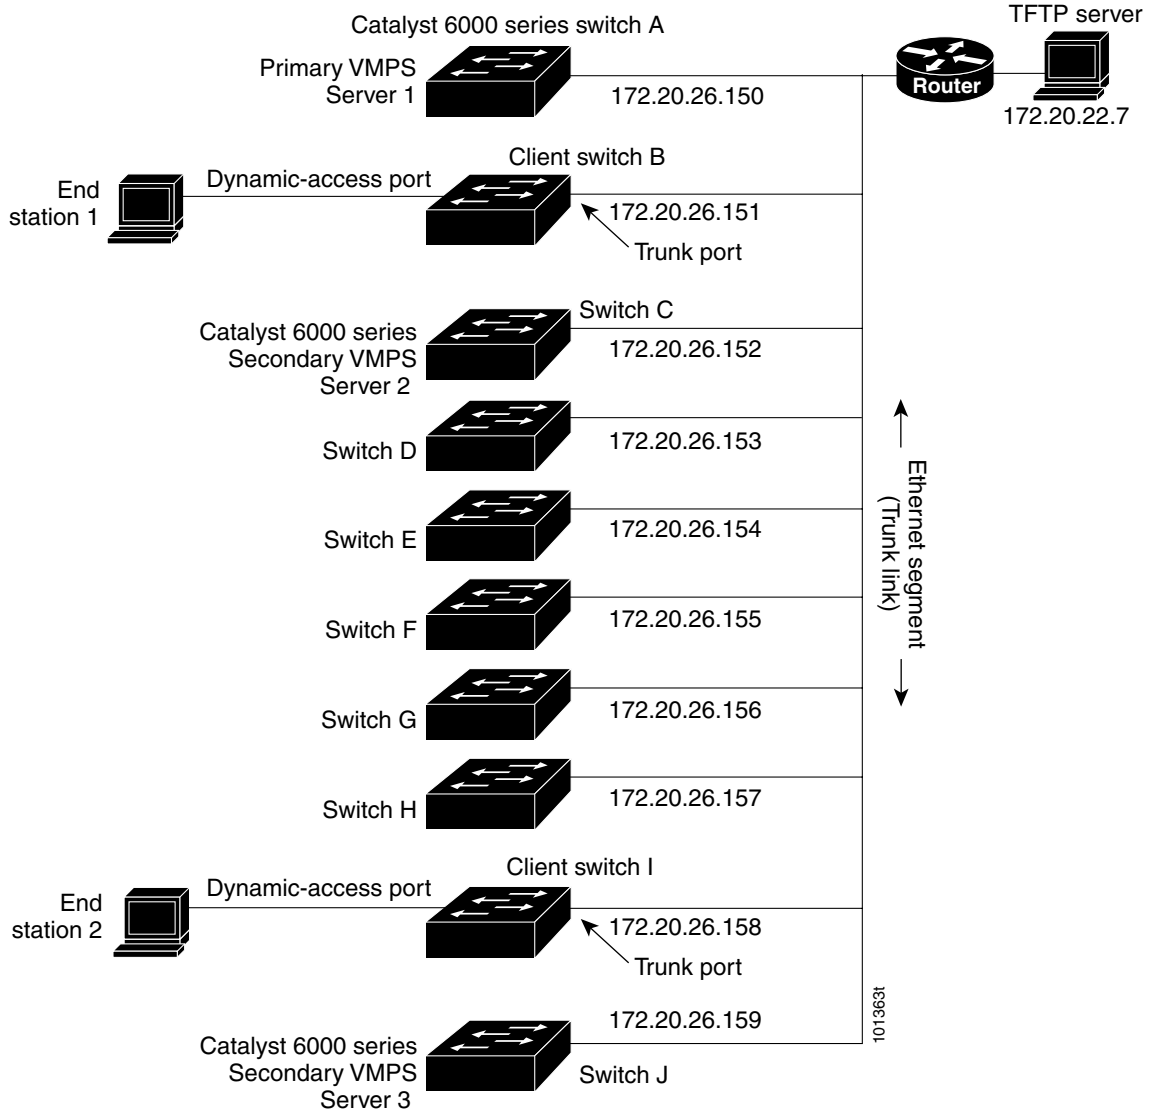 TFTP server
Catalyst 6000 series switch A
Primary VMPS
Server 1
172.20.26.150
Router
172.20.22.7
Client switch B
Dynamic-access port
End
station 1
172.20.26.151
Trunk port
Switch C
Catalyst 6000 series
Secondary VMPS
Server 2
172.20.26.152
Switch D
172.20.26.153
Ethernet segment
(Trunk link)
Switch E
172.20.26.154
Switch F
172.20.26.155
Switch G
172.20.26.156
Switch H
172.20.26.157
Client switch I
Dynamic-access port
End
station 2
172.20.26.158
Trunk port
101363t
172.20.26.159
Catalyst 6000 series
Secondary VMPS
Server 3
Switch J